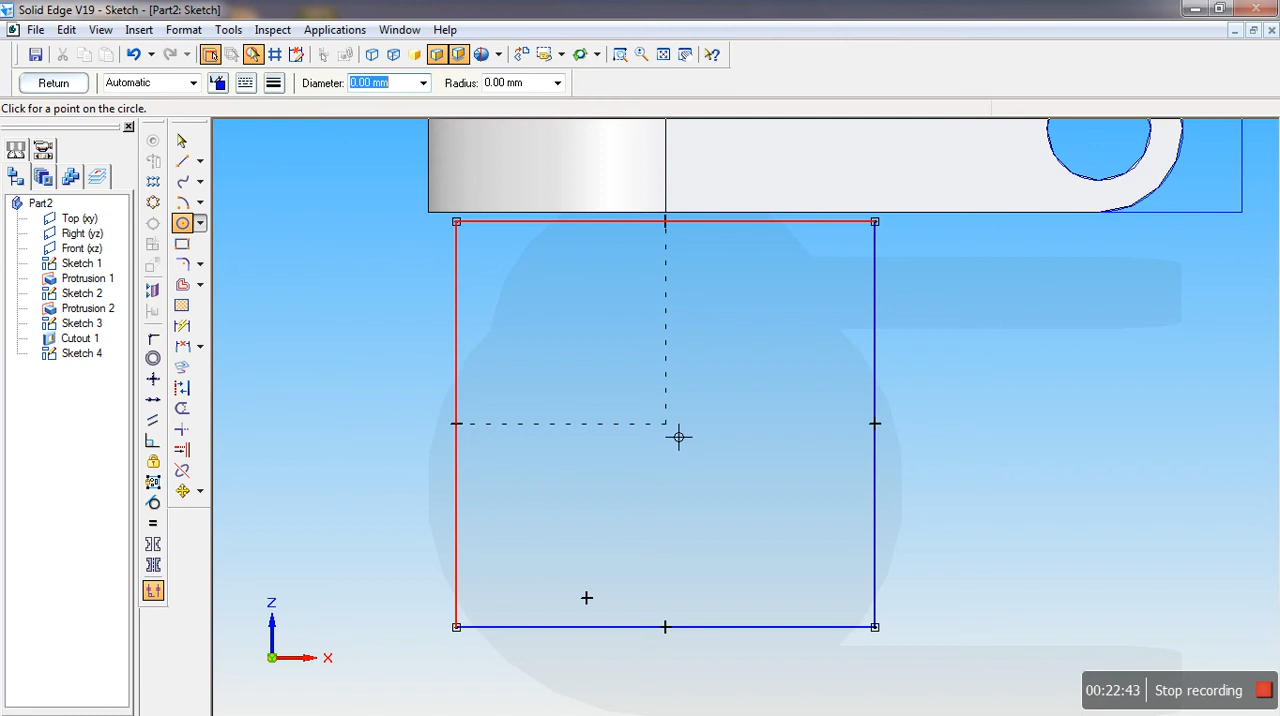 Solid Edge V19 - Sketch - [Part2: Sketch]
File Edit View Insert Format Tools Inspect Applications Window Help
Return Automatic Diameter: 0.00 mm Radius: 0.00 mm
Click for a point on the circle.
Part2
Top (xy)
Right (yz)
Front (xz)
Sketch 1
Protrusion 1
Sketch 2
Protrusion 2
Sketch 3
Cutout 1
Sketch 4
Z
X
00:22:43 Stop recording